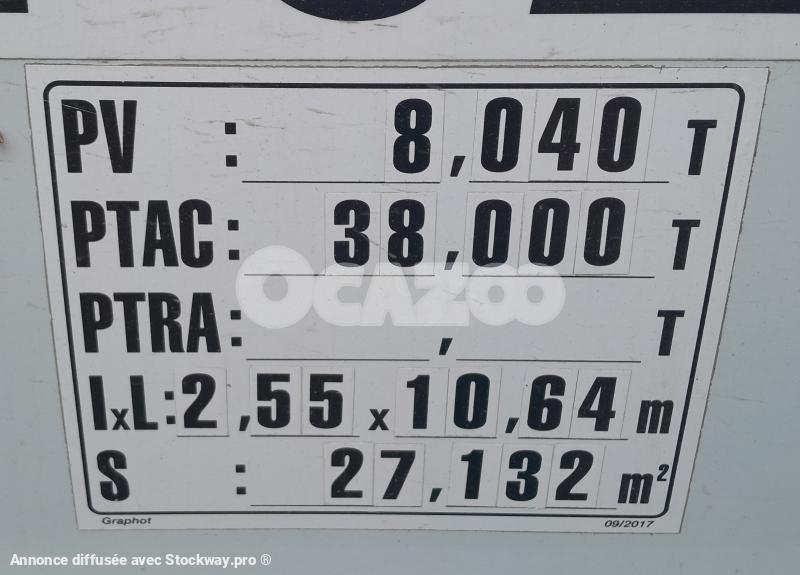 PV : 8,040 T
PTAC: 38,000 T
OCAZOO
PTRA: , T
IxL: 2,55 x 10,64 m
S : 27,132 m²
Graphot 09/2017
Annonce diffusée avec Stockway.pro ®